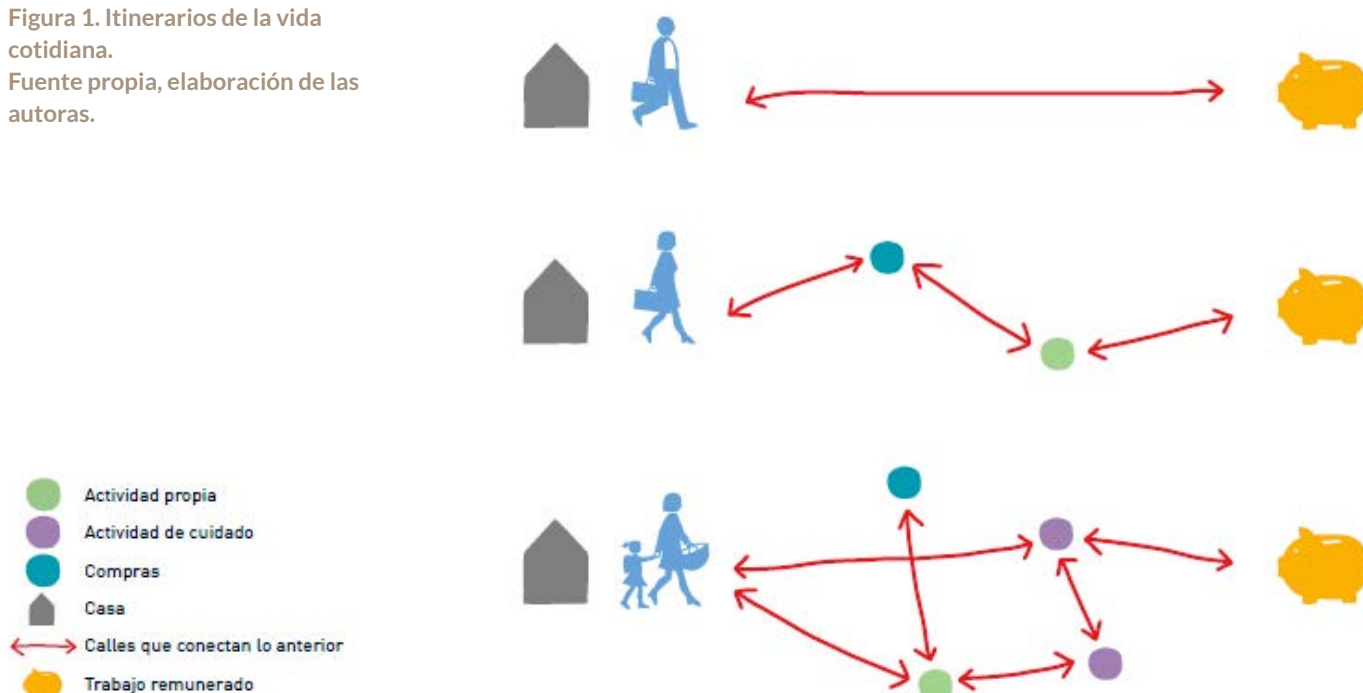 Figura 1. Itinerarios de la vida
cotidiana.
Fuente propia, elaboración de las
autoras.
Actividad propia
Actividad de cuidado
Compras
Casa
Calles que conectan lo anterior
Trabajo remunerado